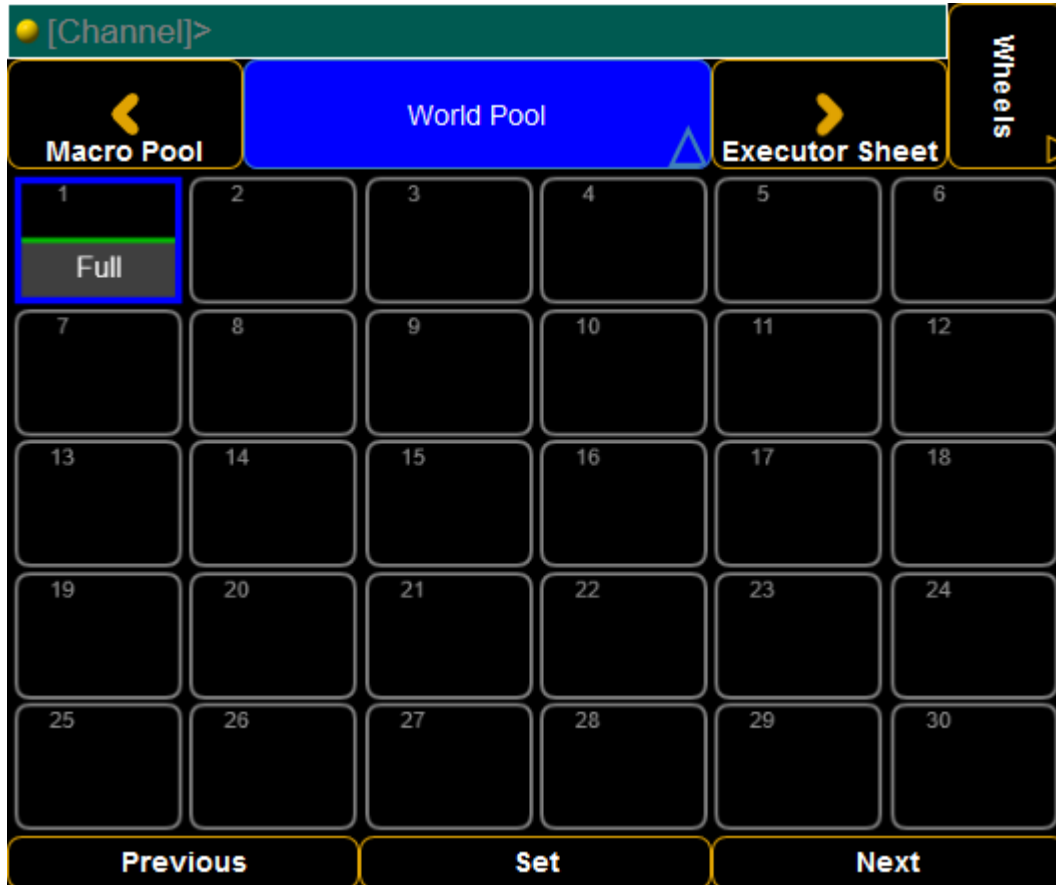 [Channel]>
Wheels
Macro Pool
World Pool
Executor Sheet
1 2 3 4 5 6
Full
7 8 9 10 11 12
13 14 15 16 17 18
19 20 21 22 23 24
25 26 27 28 29 30
Previous Set Next